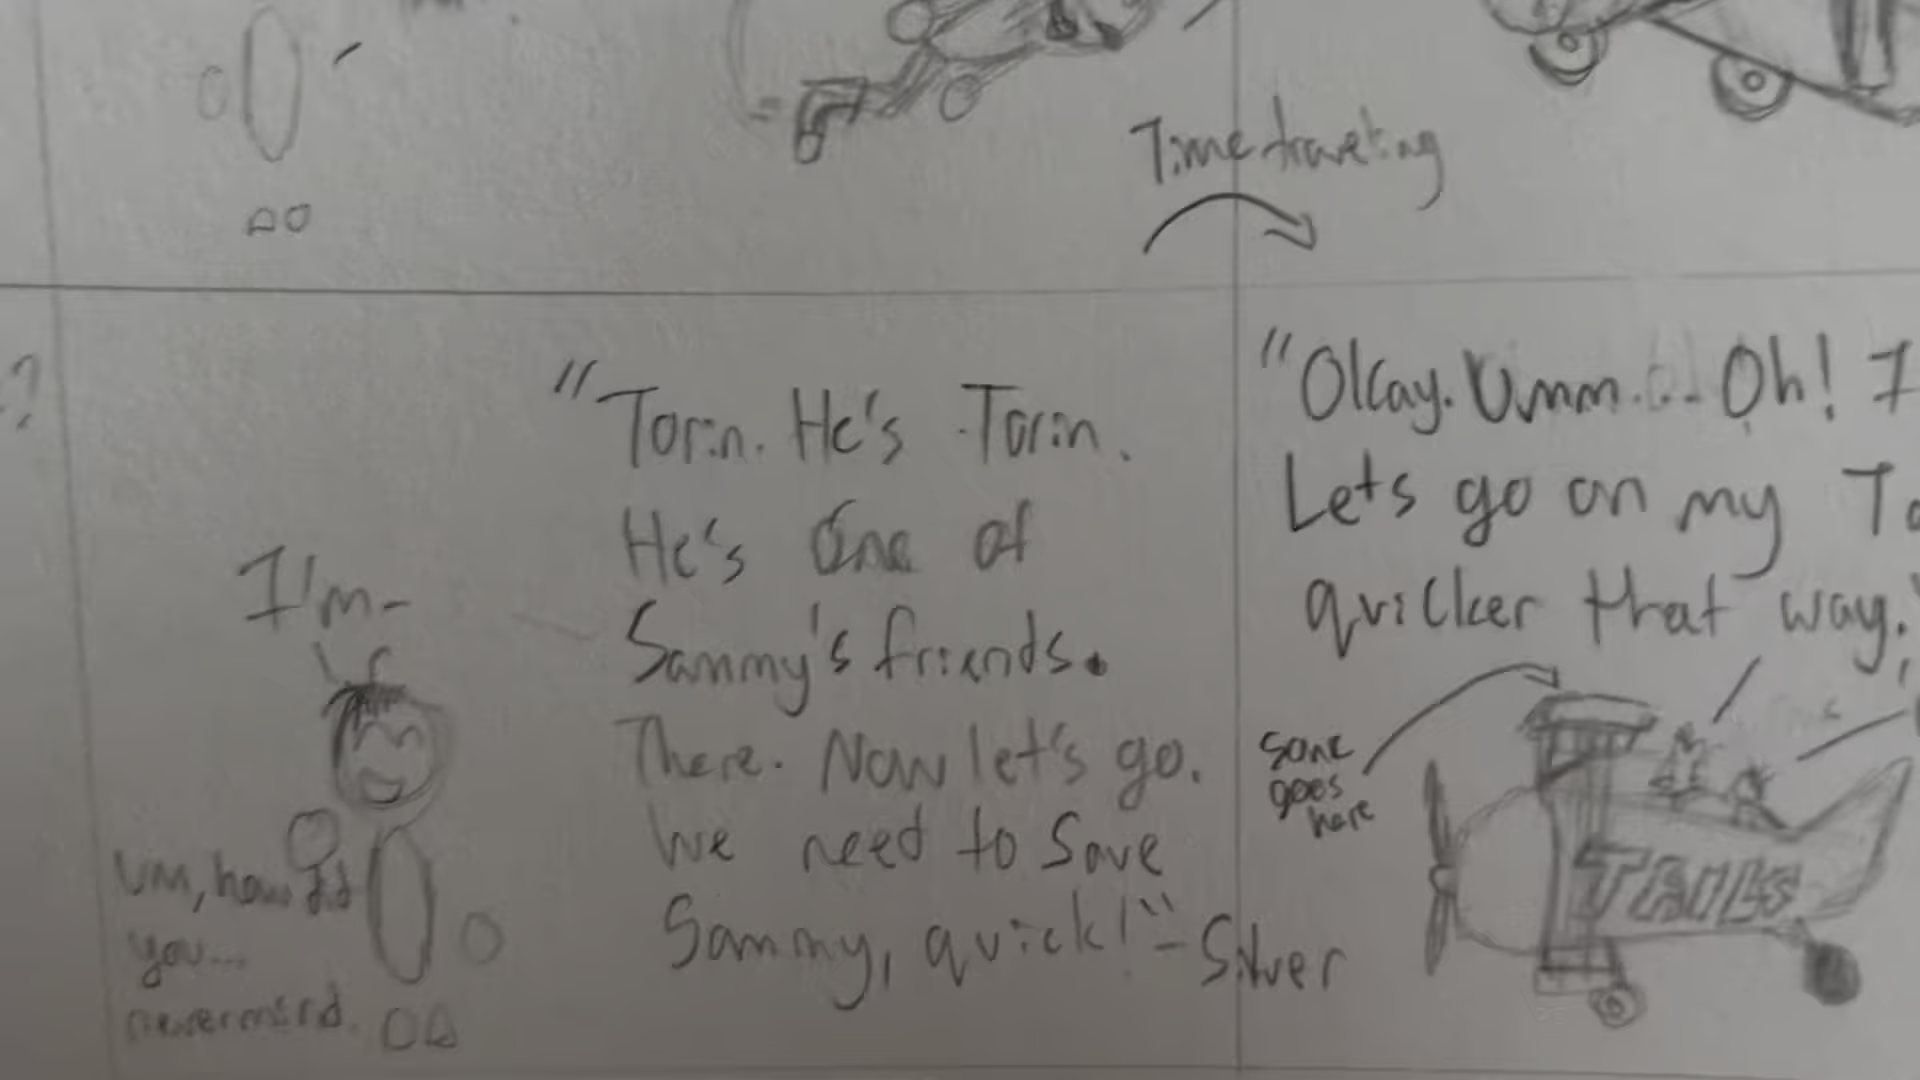 Time traveling
?
I'm-
Um, how did
you...
nevermind.
"Torin. He's Torin.
He's One of
Sammy's friends.
There. Now let's go.
We need to Save
Sammy, quick!"-Silver
"Okay. Umm... Oh! I
Lets go on my To
quicker that way."
Sonic
goes
here
TAILS